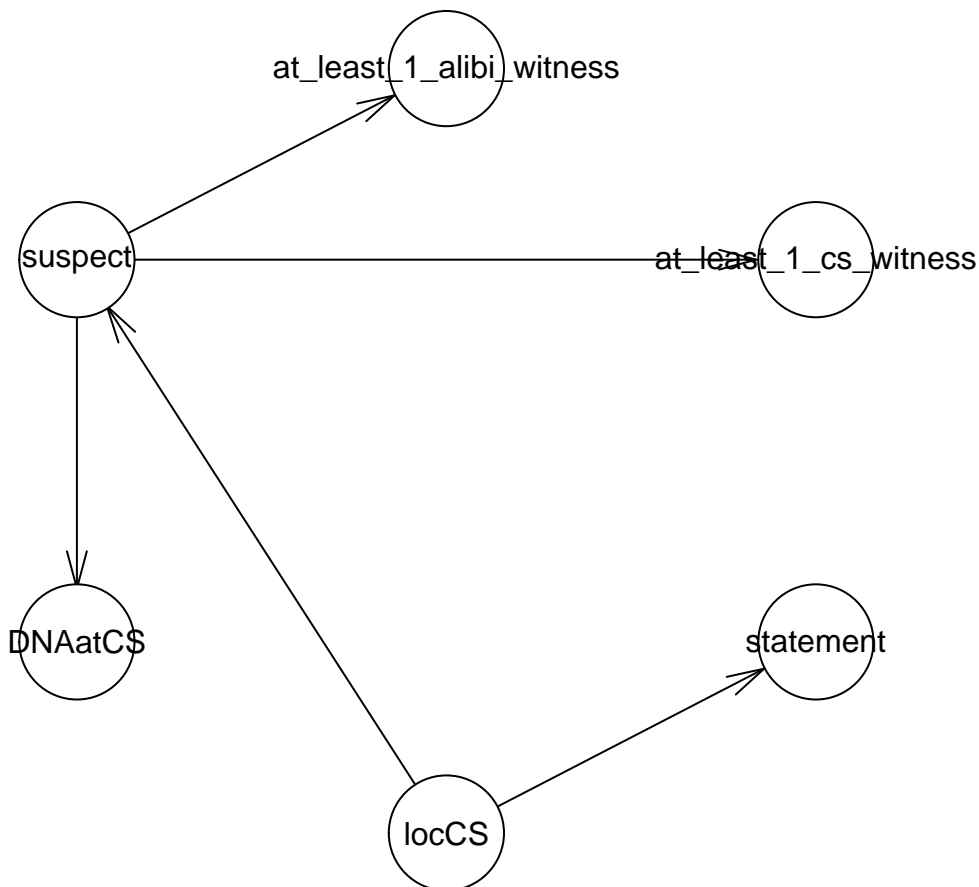 at_least_1_alibi_witness
suspect
at_least_1_cs_witness
DNAatCS
statement
locCS